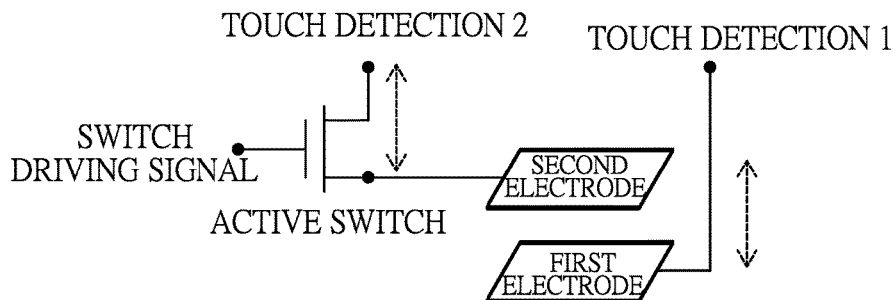 TOUCH DETECTION 2
TOUCH DETECTION 1
SWITCH
DRIVING SIGNAL
SECOND
ELECTRODE
ACTIVE SWITCH
FIRST
ELECTRODE